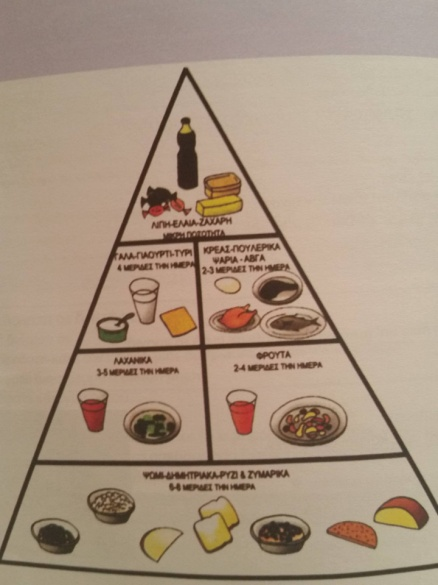 ΛΙΠΗ-ΕΛΑΙΑ-ΖΑΧΑΡΗ
ΜΙΚΡΗ ΠΟΣΟΤΗΤΑ
ΓΑΛΑ-ΓΙΑΟΥΡΤΙ-ΤΥΡΙ
4 ΜΕΡΙΔΕΣ ΤΗΝ ΗΜΕΡΑ
ΚΡΕΑΣ-ΠΟΥΛΕΡΙΚΑ
ΨΑΡΙΑ-ΑΒΓΑ
2-3 ΜΕΡΙΔΕΣ ΤΗΝ ΗΜΕΡΑ
ΛΑΧΑΝΙΚΑ
3-5 ΜΕΡΙΔΕΣ ΤΗΝ ΗΜΕΡΑ
ΦΡΟΥΤΑ
2-4 ΜΕΡΙΔΕΣ ΤΗΝ ΗΜΕΡΑ
ΨΩΜΙ-ΔΗΜΗΤΡΙΑΚΑ-ΡΥΖΙ & ΖΥΜΑΡΙΚΑ
6-8 ΜΕΡΙΔΕΣ ΤΗΝ ΗΜΕΡΑ